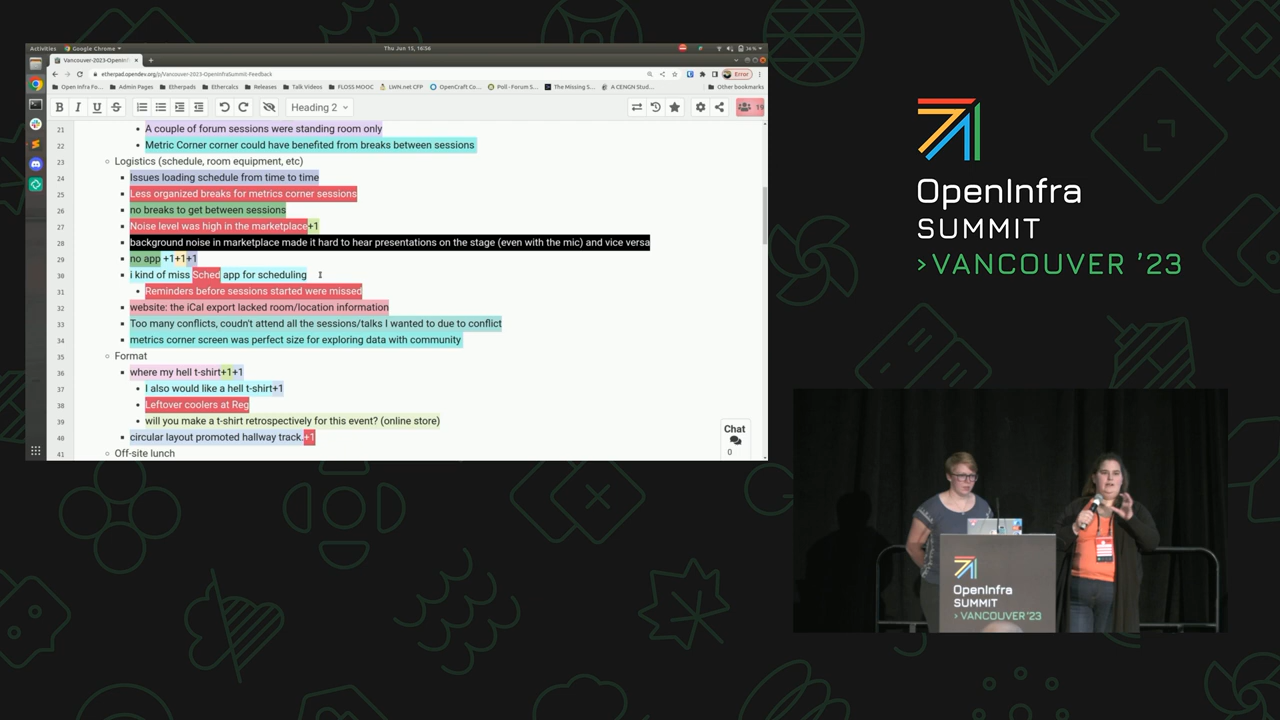 Activities
Google Chrome
Thu Jun 15, 16:56
36%
Vancouver-2023-OpenIn
etherpad.opendev.org/p/Vancouver-2023-OpenInfraSummit-Feedback
Error
Open Infra Fo...
Admin Pages
Etherpads
Ethercalcs
Releases
Talk Videos
FLOSS MOOC
LWN.net CFP
OpenCraft Co...
Poll - Forum S...
The Missing S...
A CENGN Stud...
Other bookmarks
B I U S
Heading 2
19
21 A couple of forum sessions were standing room only
22 Metric Corner corner could have benefited from breaks between sessions
23 Logistics (schedule, room equipment, etc)
24 Issues loading schedule from time to time
25 Less organized breaks for metrics corner sessions
26 no breaks to get between sessions
27 Noise level was high in the marketplace+1
28 background noise in marketplace made it hard to hear presentations on the stage (even with the mic) and vice versa
29 no app +1+1+1
30 i kind of miss Sched app for scheduling
31 Reminders before sessions started were missed
32 website: the iCal export lacked room/location information
33 Too many conflicts, coudn't attend all the sessions/talks I wanted to due to conflict
34 metrics corner screen was perfect size for exploring data with community
35 Format
36 where my hell t-shirt+1+1
37 I also would like a hell t-shirt+1
38 Leftover coolers at Reg
39 will you make a t-shirt retrospectively for this event? (online store)
40 circular layout promoted hallway track.+1
41 Off-site lunch
Chat
0
OpenInfra
SUMMIT
>VANCOUVER '23
OpenInfra
SUMMIT
>VANCOUVER '23